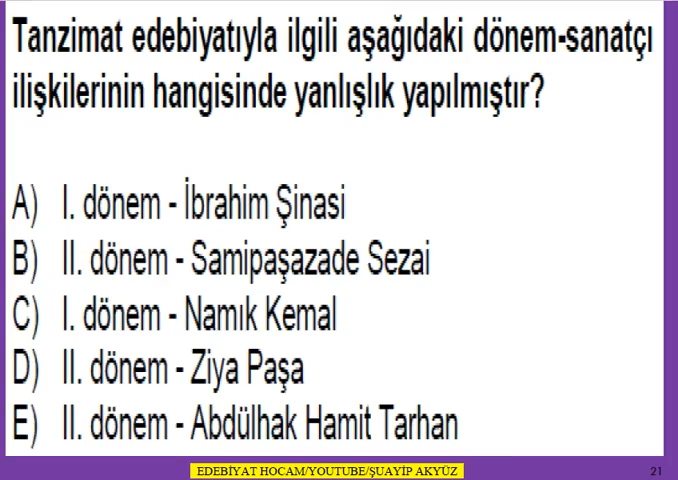 Tanzimat edebiyatıyla ilgili aşağıdaki dönem-sanatçı
ilişkilerinin hangisinde yanlışlık yapılmıştır?
A) I. dönem - İbrahim Şinasi
B) II. dönem - Samipaşazade Sezai
C) I. dönem - Namık Kemal
D) II. dönem - Ziya Paşa
E) II. dönem - Abdülhak Hamit Tarhan
EDEBİYAT HOCAM/YOUTUBE/ŞUAYİP AKYÜZ
21